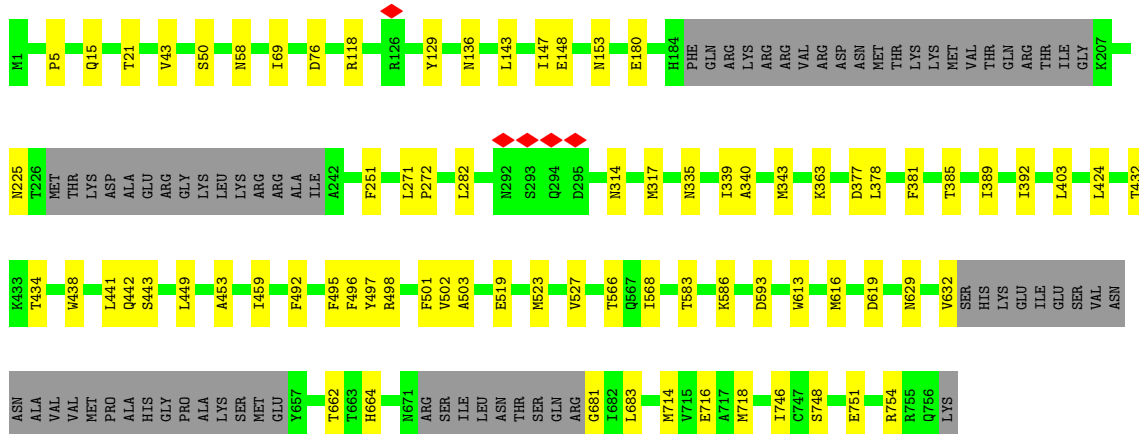 M1 P5 Q15 T21 V43 S50 N58 I69 D76 R118 R126 Y129 N136 L143 I147 E148 N153 E180 H184 PHE GLN ARG LYS ARG ARG VAL ARG ASP ASN MET THR LYS LYS MET VAL THR GLN ARG THR ILE GLY K207
N225 T226 MET THR LYS ASP ALA GLU ARG GLY LYS LEU LYS ARG ARG ALA ILE A242 F251 L271 P272 L282 N292 S293 Q294 D295 N314 M317 N335 I339 A340 M343 K363 D377 L378 F381 T385 I389 I392 L403 L424 T432
K433 T434 W438 L441 Q442 S443 L449 A453 I459 F492 F495 F496 Y497 R498 F501 V502 A503 E519 M523 V527 T566 Q567 I568 T583 K586 D593 W613 M616 D619 N629 V632 SER HIS LYS GLU ILE GLU SER VAL ASN
ASN ALA VAL VAL MET PRO ALA HIS GLY PRO ALA LYS SER MET GLU Y657 T662 T663 H664 N671 ARG SER ILE LEU ASN THR SER GLN ARG G681 I682 L683 M714 V715 E716 A717 M718 I746 C747 S748 E751 R754 R755 Q756 LYS